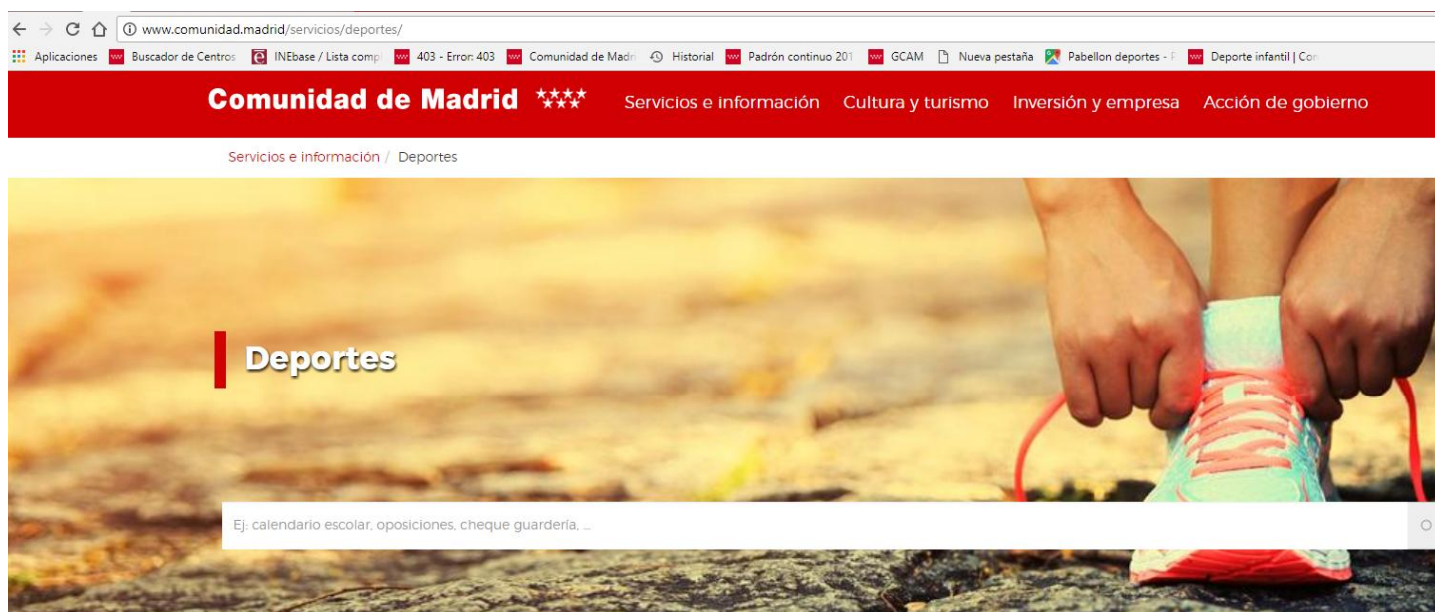 www.comunidad.madrid/servicios/deportes/
Aplicaciones Buscador de Centros INEbase / Lista comp 403 - Error: 403 Comunidad de Madri Historial Padrón continuo 201 GCAM Nueva pestaña Pabellon deportes - Deporte infantil | Con
Comunidad de Madrid Servicios e información Cultura y turismo Inversión y empresa Acción de gobierno
Servicios e información / Deportes
Deportes
Ej: calendario escolar, oposiciones, cheque guardería, ...